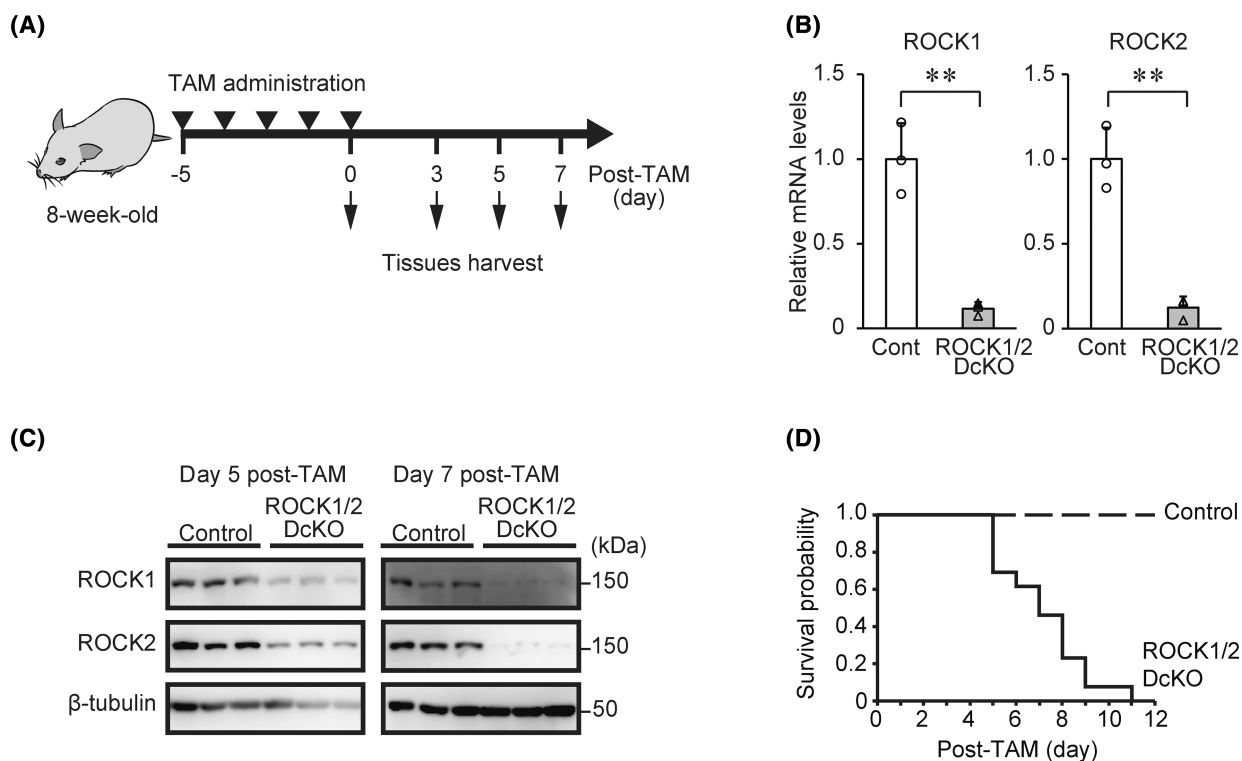 (A)
TAM administration
-5 0 3 5 7 Post-TAM
(day)
8-week-old
Tissues harvest
(B)
ROCK1
**
Relative mRNA levels
1.5
1.0
0.5
0
Cont ROCK1/2
DcKO
ROCK2
**
1.5
1.0
0.5
0
Cont ROCK1/2
DcKO
(C)
Day 5 post-TAM Day 7 post-TAM
Control ROCK1/2
DcKO
Control ROCK1/2
DcKO
(kDa)
ROCK1 150
ROCK2 150
β-tubulin 50
(D)
Survival probability
1.0
0.8
0.6
0.4
0.2
0
0 2 4 6 8 10 12
Post-TAM (day)
Control
ROCK1/2
DcKO